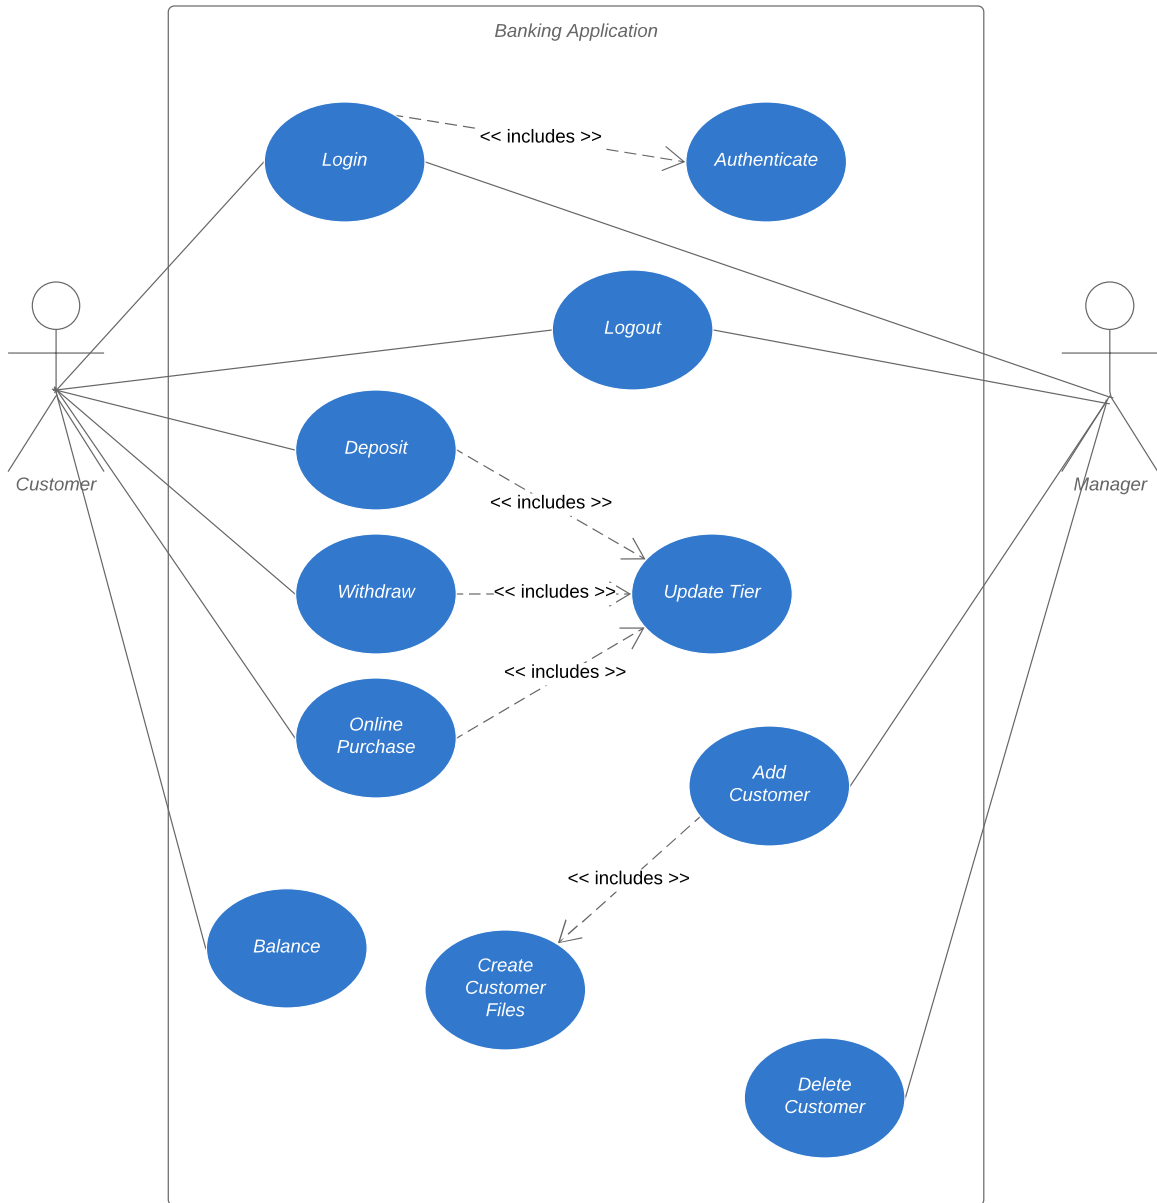 Banking Application
Login
<< includes >>
Authenticate
Logout
Deposit
Customer
Manager
<< includes >>
Withdraw
<< includes >>
Update Tier
<< includes >>
Online
Purchase
Add
Customer
<< includes >>
Balance
Create
Customer
Files
Delete
Customer